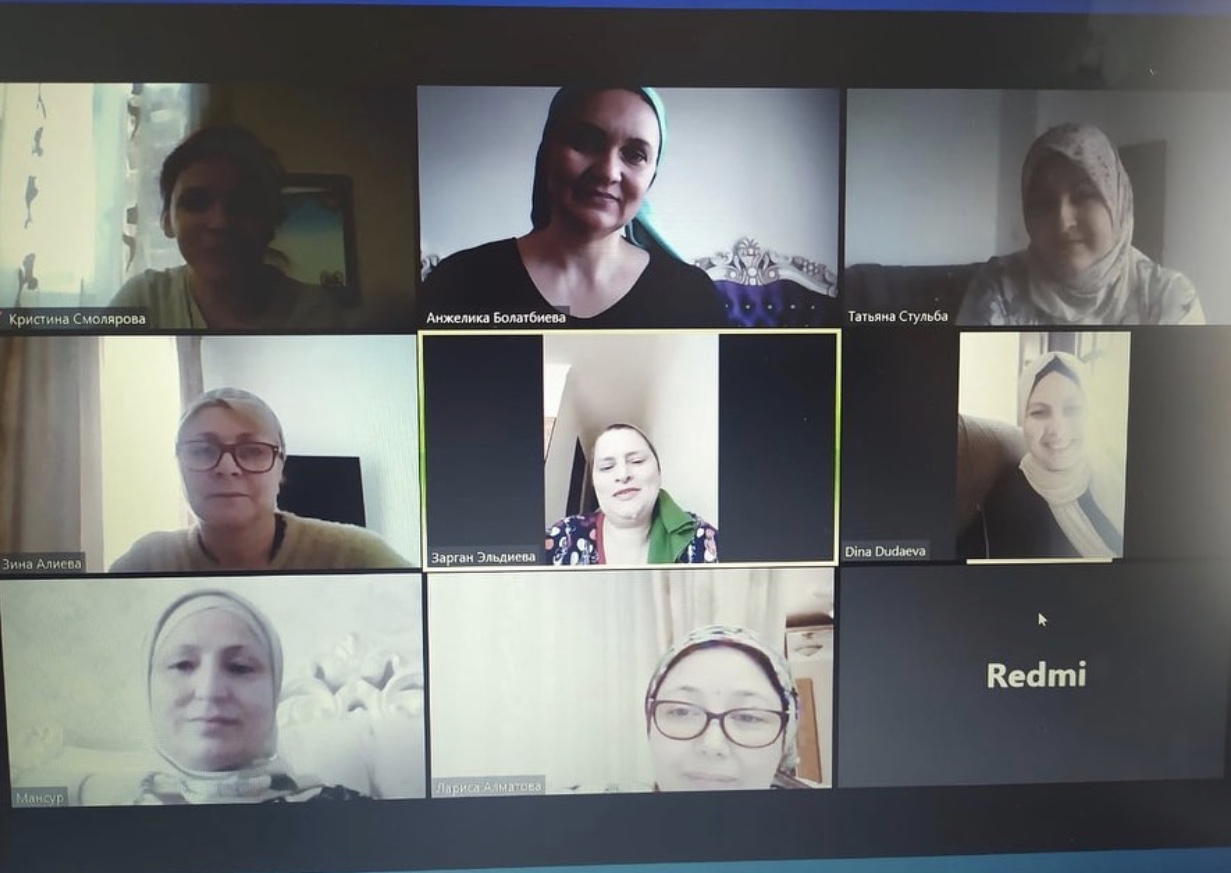 Кристина Смолярова
Анжелика Болатбиева
Татьяна Стульба
Зина Алиева
Зарган Эльдиева
Dina Dudaeva
Мансур
Лариса Алматова
Redmi